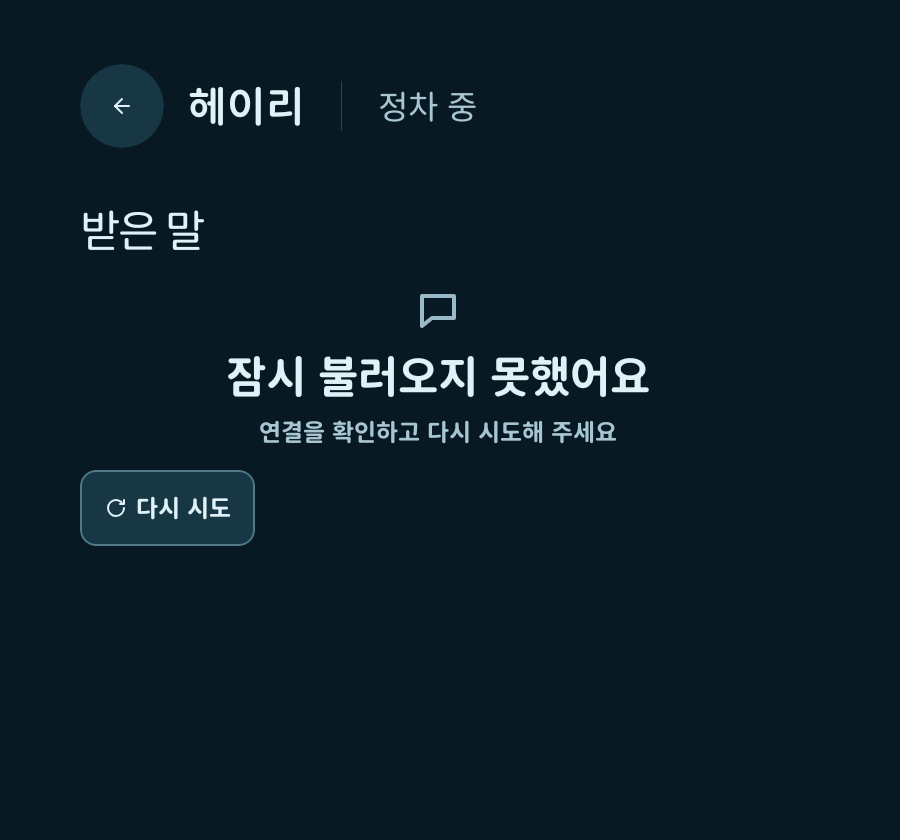 헤이리 정차 중
받은 말
잠시 불러오지 못했어요
연결을 확인하고 다시 시도해 주세요
다시 시도